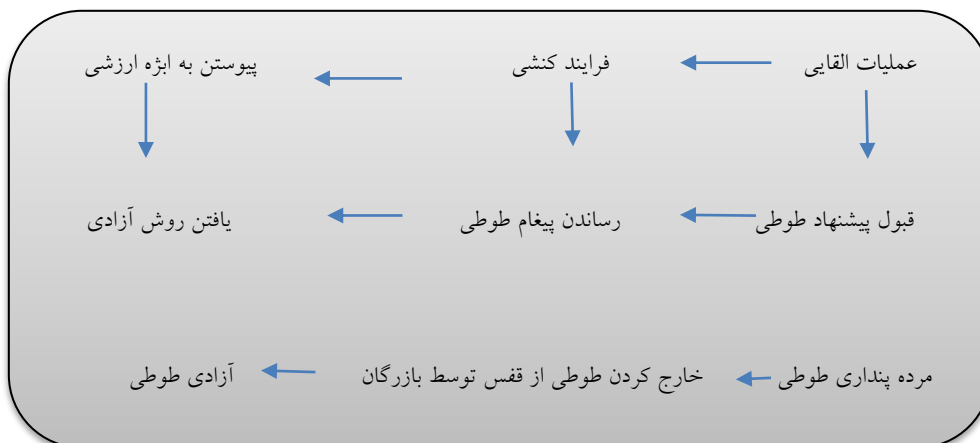 عملیات القایی فرایند کنشی پیوستن به ابژه ارزشی
قبول پیشنهاد طوطی رساندن پیغام طوطی یافتن روش آزادی
مرده پنداری طوطی خارج کردن طوطی از قفس توسط بازرگان آزادی طوطی